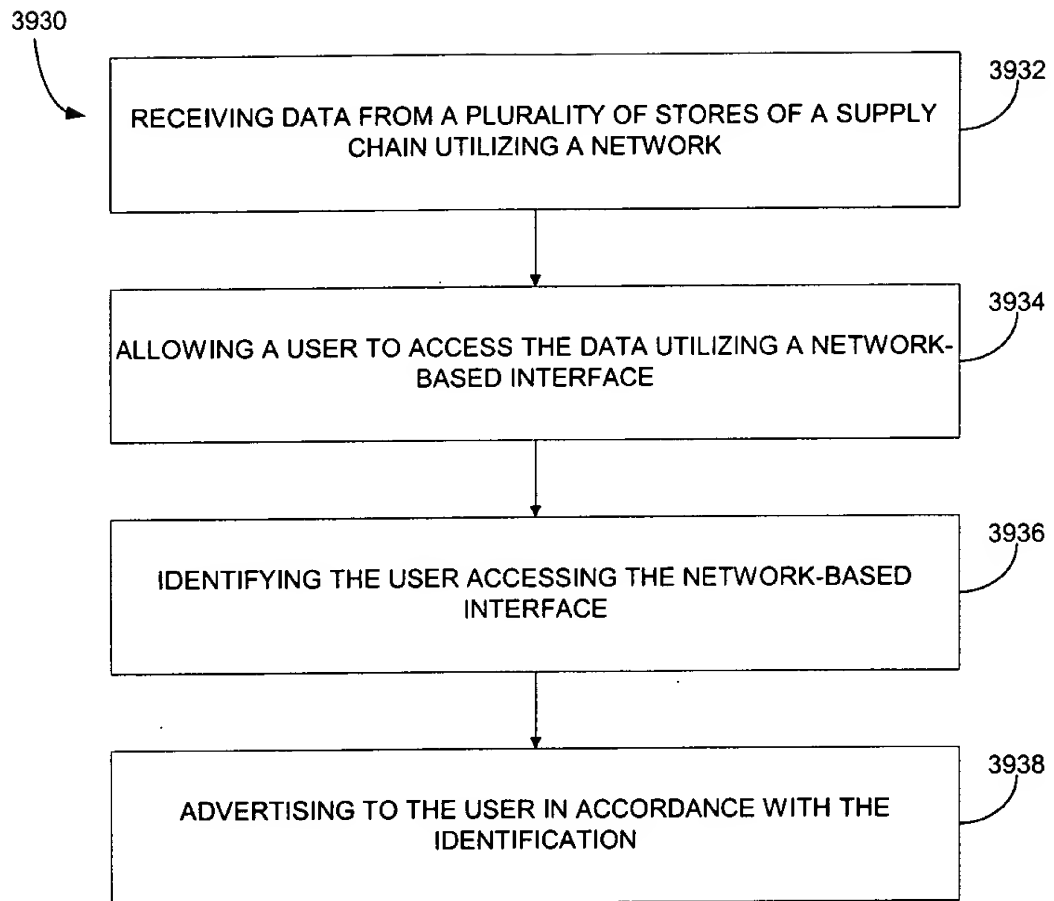 3930
3932
RECEIVING DATA FROM A PLURALITY OF STORES OF A SUPPLY
CHAIN UTILIZING A NETWORK
3934
ALLOWING A USER TO ACCESS THE DATA UTILIZING A NETWORK-
BASED INTERFACE
3936
IDENTIFYING THE USER ACCESSING THE NETWORK-BASED
INTERFACE
3938
ADVERTISING TO THE USER IN ACCORDANCE WITH THE
IDENTIFICATION